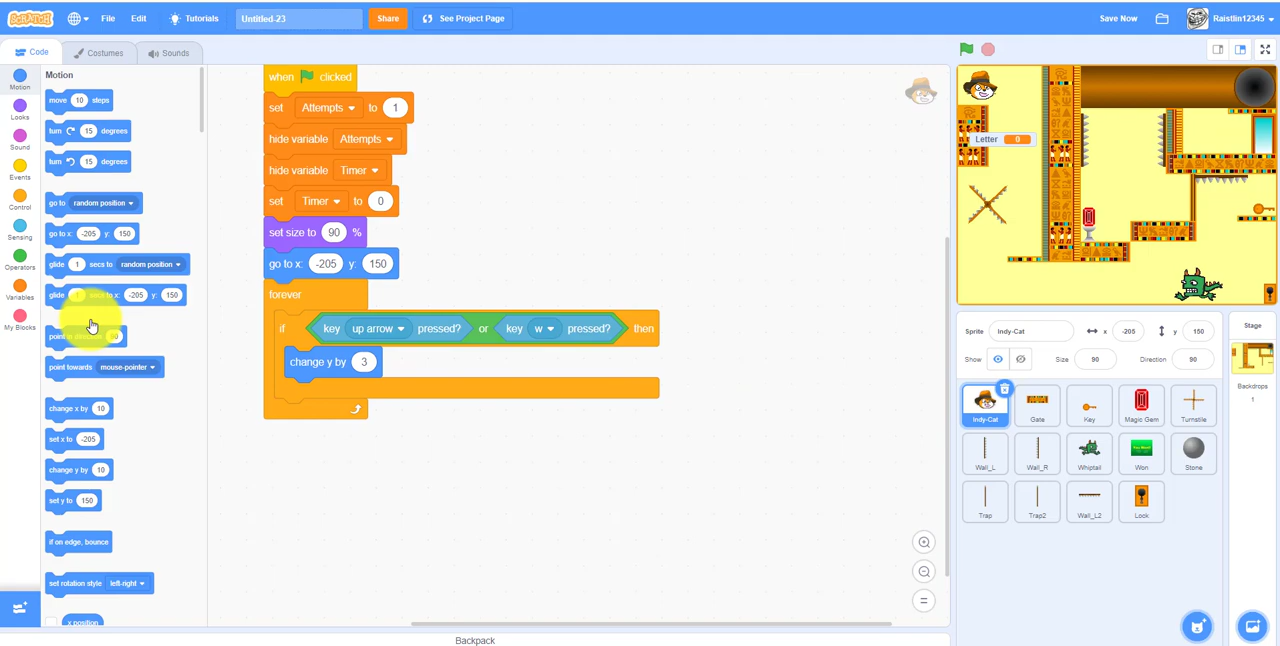 SCRATCH
File
Edit
Tutorials
Untitled-23
Share
See Project Page
Save Now
Raistlin12345
Code
Costumes
Sounds
Motion
Looks
Sound
Events
Control
Sensing
Operators
Variables
My Blocks
Motion
move 10 steps
turn 15 degrees
turn 15 degrees
go to random position
go to x: -205 y: 150
glide 1 secs to random position
glide 1 secs to x: -205 y: 150
point in direction
point towards mouse-pointer
change x by 10
set x to -205
change y by 10
set y to 150
if on edge, bounce
set rotation style left-right
x position
when clicked
set Attempts to 1
hide variable Attempts
hide variable Timer
set Timer to 0
set size to 90 %
go to x: -205 y: 150
forever
if key up arrow pressed? or key w pressed? then
change y by 3
Backpack
Letter 0
Sprite Indy-Cat x -205 y 150
Show Size 90 Direction 90
Indy-Cat
Gate
Key
Magic Gem
Turnstile
Wall_L
Wall_R
Whiptail
Won
Stone
Trap
Trap2
Wall_L2
Lock
Stage
Backdrops
1